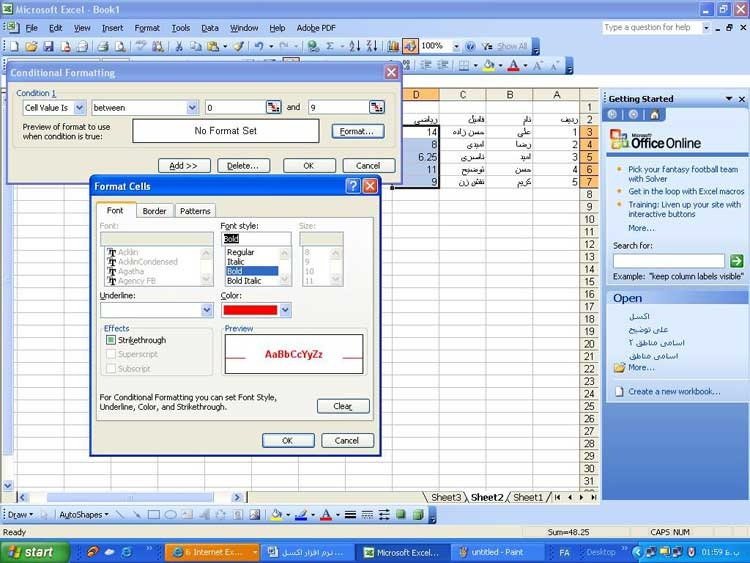 Microsoft Excel - Book1
File Edit View Insert Format Tools Data Window Help Adobe PDF
Type a question for help
100%
Show All
Conditional Formatting
Condition 1
Cell Value Is between 0 and 9
Preview of format to use when condition is true:
No Format Set
Format...
Add >> Delete... OK Cancel
D C B A
1
ریاضی فامیل نام ردیف 2
14 حسن زاده علی 1 3
8 امیدی رضا 2 4
6.25 ناصری امید 3 5
11 توضیح حسن 4 6
9 نقش زن کریم 5 7
8
9
10
11
12
13
14
15
16
17
18
19
20
21
22
23
24
25
26
27
28
29
30
31
Format Cells
Font Border Patterns
Font: Font style: Size:
Bold
Acklin Regular 8
AcklinCondensed Italic 9
Agatha Bold 10
Agency FB Bold Italic 11
Underline: Color:
Effects Preview
Strikethrough
Superscript
Subscript
AaBbCcYyZz
For Conditional Formatting you can set Font Style, Underline, Color, and Strikethrough.
Clear
OK Cancel
Getting Started
Microsoft Office Online
Pick your fantasy football team with Solver
Get in the loop with Excel macros
Training: Liven up your site with interactive buttons
More...
Search for:
Example: "keep column labels visible"
Open
اکسل
علی توضیح
اسامی مناطق ۲
اسامی مناطق
More...
Create a new workbook...
Sheet3 Sheet2 Sheet1
Draw AutoShapes
Ready Sum=48.25 CAPS NUM
start 6 Internet Ex... نرم افزار اکسل... Microsoft Excel... untitled - Paint FA Desktop 01:59 ب.ظ